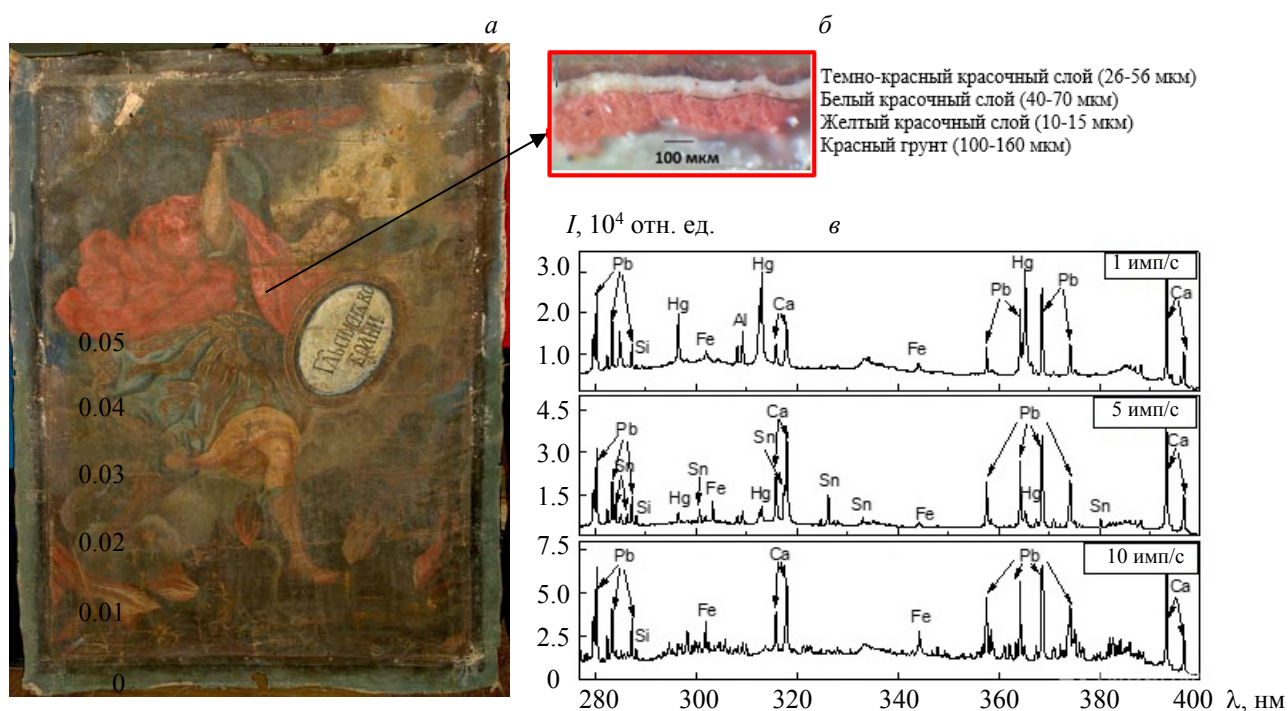 а
б
Темно-красный красочный слой (26-56 мкм)
Белый красочный слой (40-70 мкм)
Желтый красочный слой (10-15 мкм)
Красный грунт (100-160 мкм)
100 мкм
0.05
0.04
0.03
0.02
0.01
0
I, 10⁴ отн. ед.
в
3.0
2.0
1.0
Pb
Si
Hg
Fe
Al
Hg
Ca
Fe
Pb
Hg
Pb
1 имп/с
Ca
4.5
3.0
1.5
Pb
Sn
Si
Hg
Sn
Fe
Hg
Sn
Ca
Sn
Sn
Fe
Pb
Hg
Sn
5 имп/с
Ca
7.5
5.0
2.5
0
Pb
Si
Fe
Ca
Fe
Pb
10 имп/с
Ca
280 300 320 340 360 380 400 λ, нм